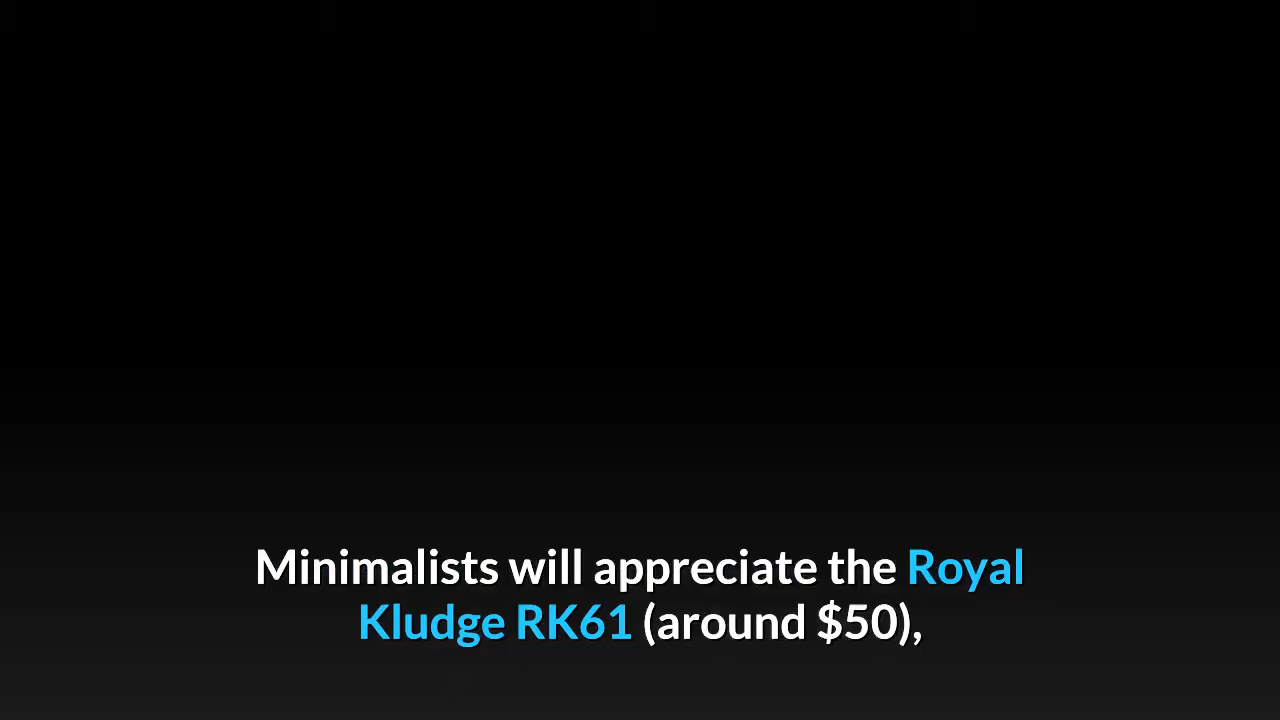 Minimalists will appreciate the Royal
Kludge RK61 (around $50),